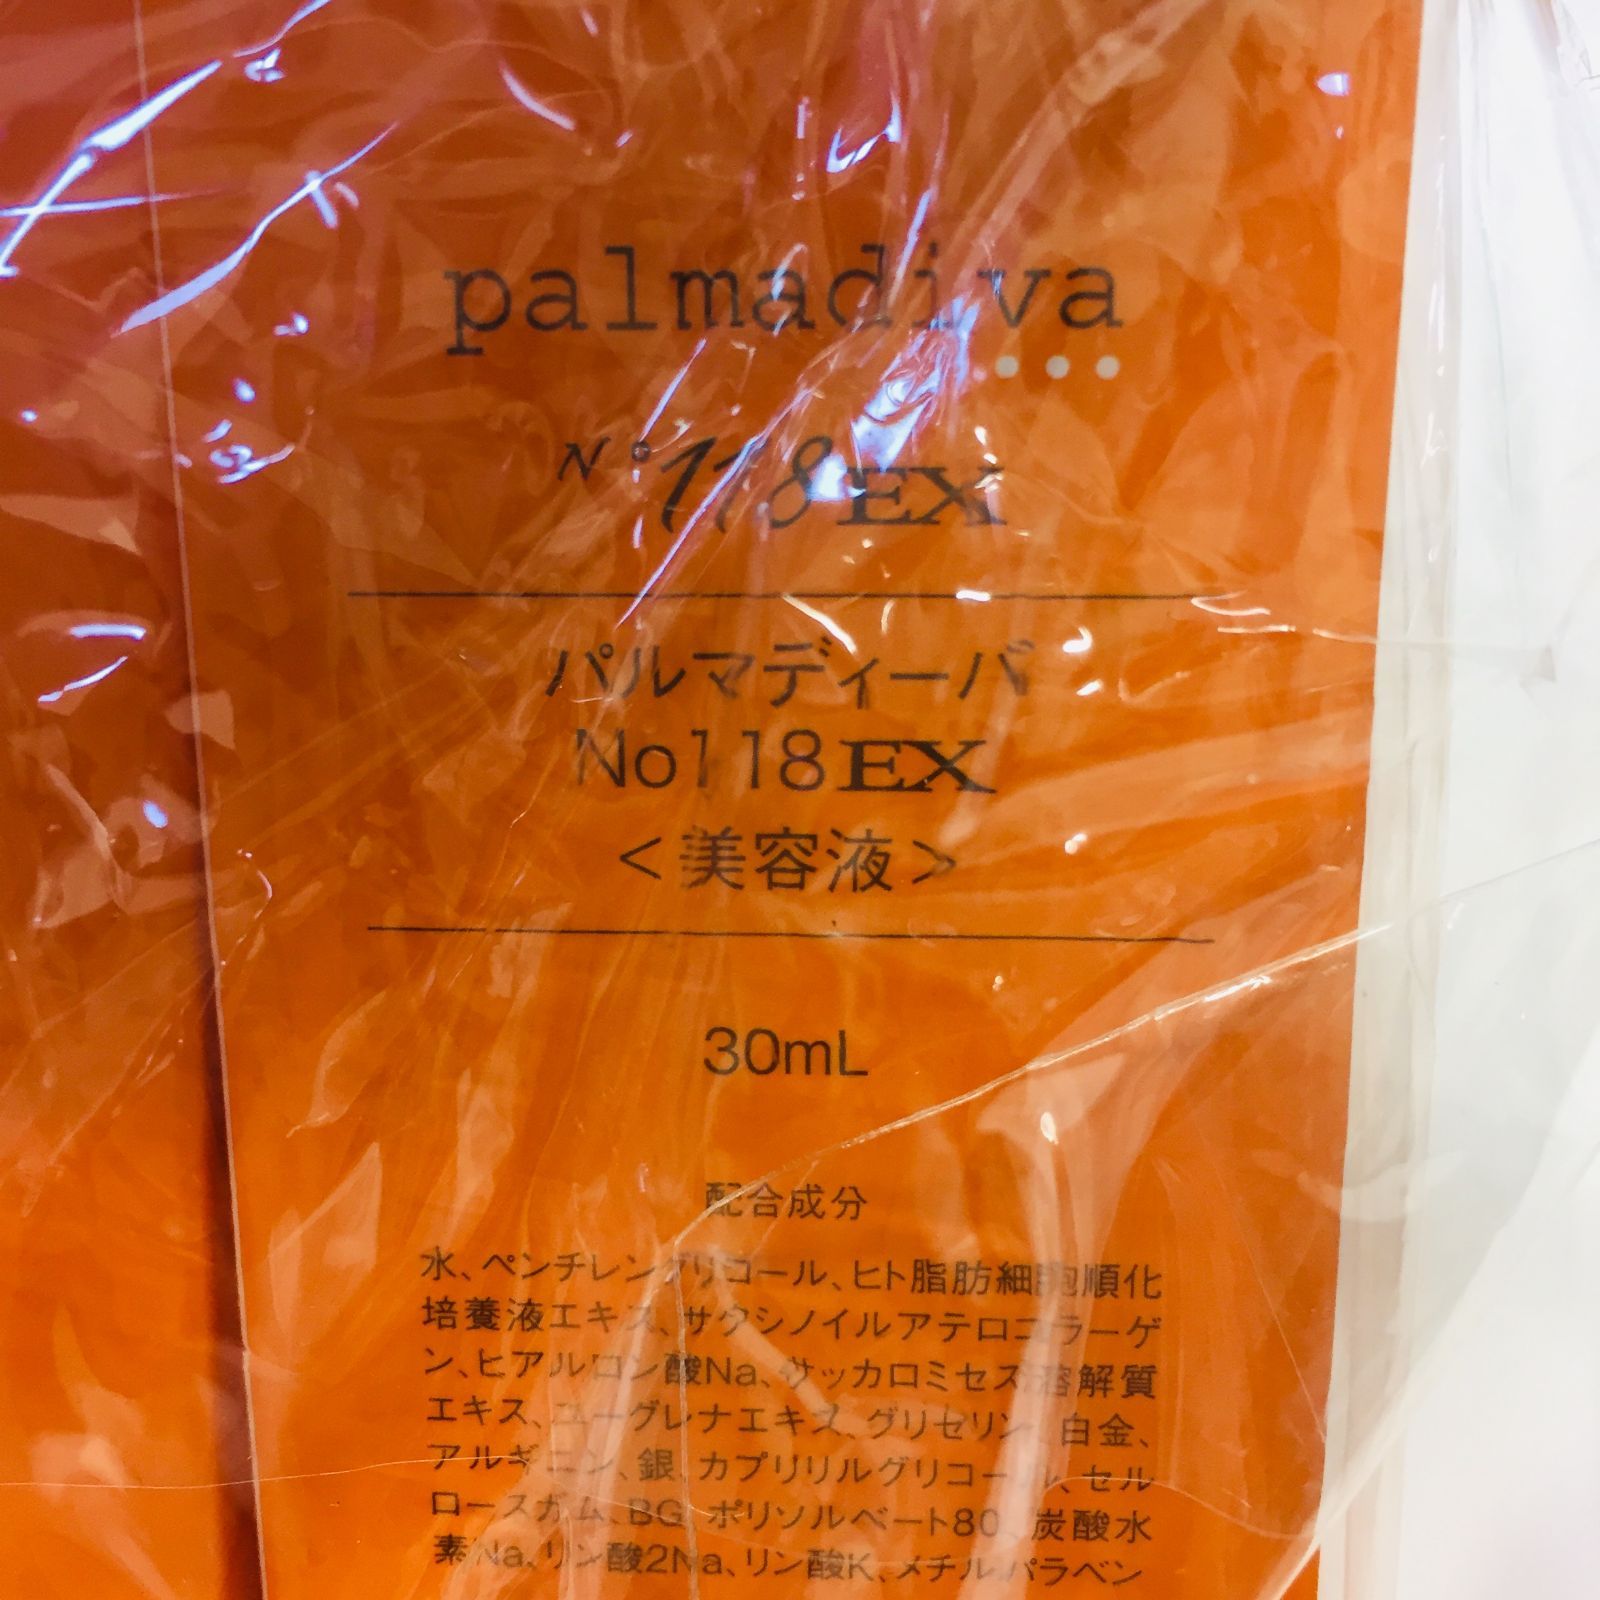 palmadiva
N°118EX
パルマディーバ
No118EX
<美容液>
30mL
配合成分
水、ペンチレングリコール、ヒト脂肪細胞順化
培養液エキス、サクシノイルアテロコラーゲ
ン、ヒアルロン酸Na、サッカロミセス溶解質
エキス、ユーグレナエキス、グリセリン、白金、
アルギニン、銀、カプリリルグリコール、セル
ロースガム、BG、ポリソルベート80、炭酸水
素Na、リン酸2Na、リン酸K、メチルパラベン